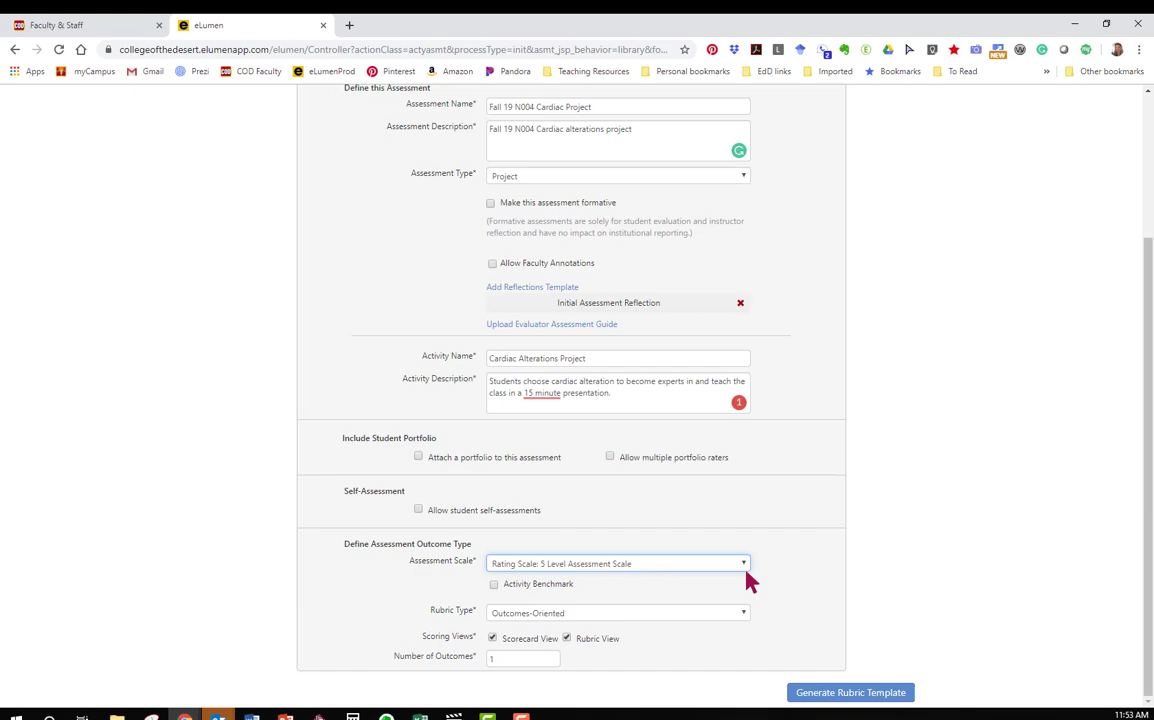 COD Faculty & Staff × e eLumen × +
collegeofthedesert.elumenapp.com/elumen/Controller?actionClass=actyasmt&processType=init&asmt_jsp_behavior=library&fo...
Apps myCampus Gmail Prezi COD COD Faculty e eLumenProd Pinterest Amazon Pandora Teaching Resources Personal bookmarks EdD links Imported Bookmarks To Read » Other bookmarks
Define this Assessment
Assessment Name* Fall 19 N004 Cardiac Project
Assessment Description* Fall 19 N004 Cardiac alterations project
Assessment Type* Project
Make this assessment formative
(Formative assessments are solely for student evaluation and instructor
reflection and have no impact on institutional reporting.)
Allow Faculty Annotations
Add Reflections Template
Initial Assessment Reflection
Upload Evaluator Assessment Guide
Activity Name* Cardiac Alterations Project
Activity Description* Students choose cardiac alteration to become experts in and teach the
class in a 15 minute presentation.
1
Include Student Portfolio
Attach a portfolio to this assessment Allow multiple portfolio raters
Self-Assessment
Allow student self-assessments
Define Assessment Outcome Type
Assessment Scale* Rating Scale: 5 Level Assessment Scale
Activity Benchmark
Rubric Type* Outcomes-Oriented
Scoring Views* Scorecard View Rubric View
Number of Outcomes* 1
Generate Rubric Template
11:53 AM